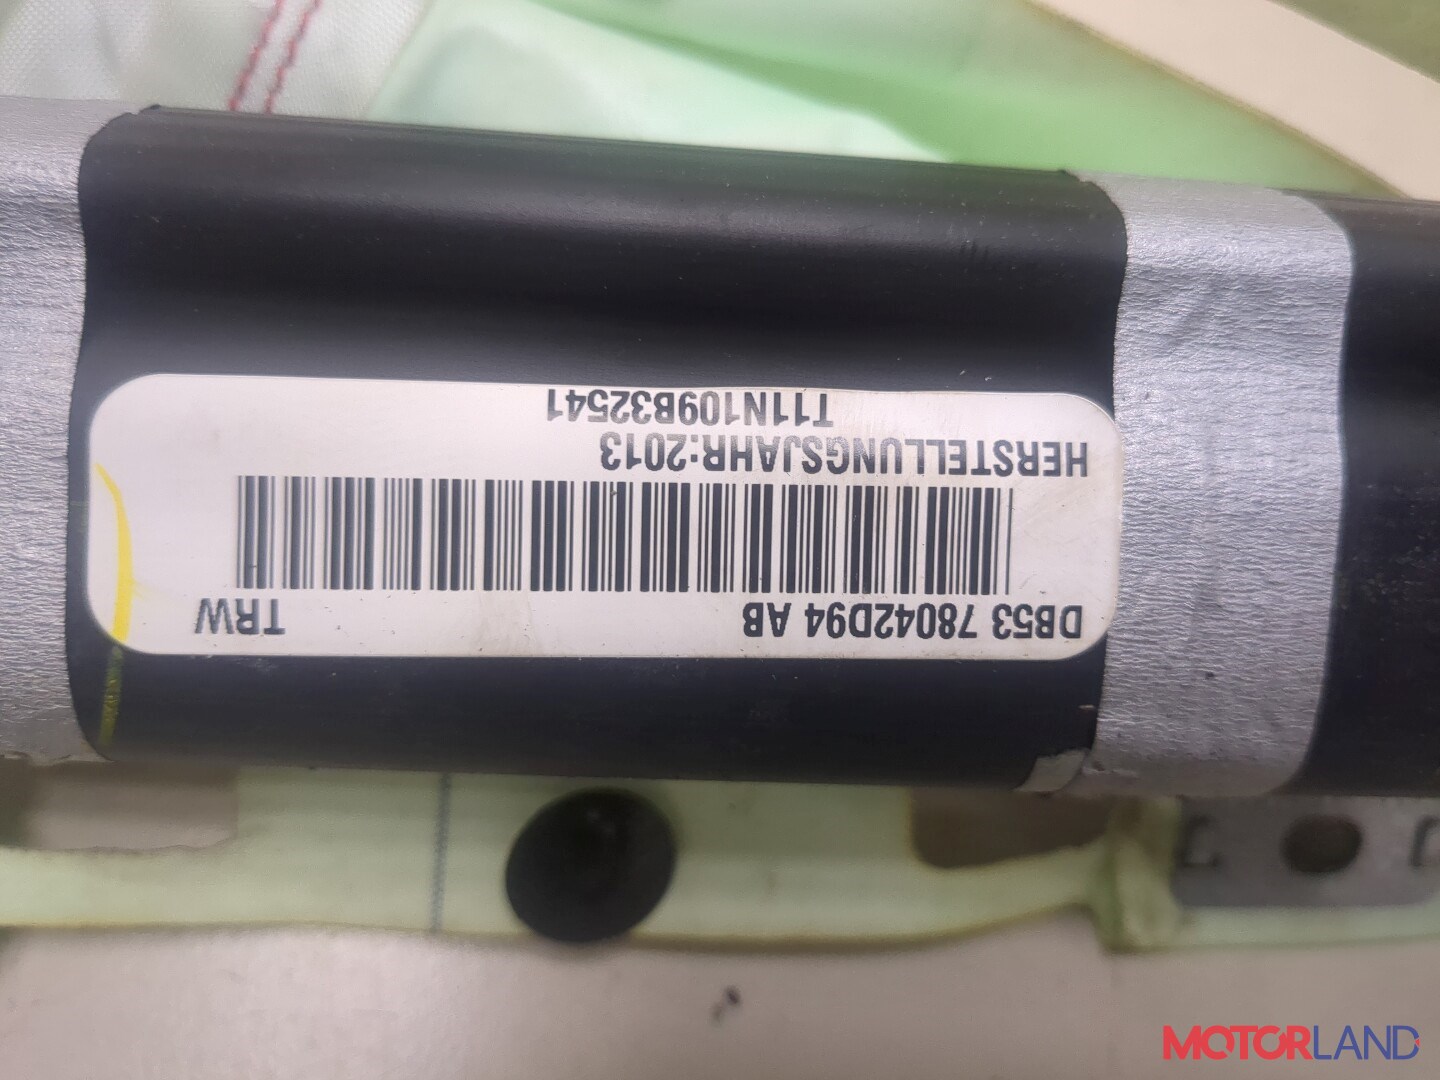 DB53 78042D94 AB TRW
HERSTELLUNGSJAHR:2013
T11N109B32541
MOTORLAND